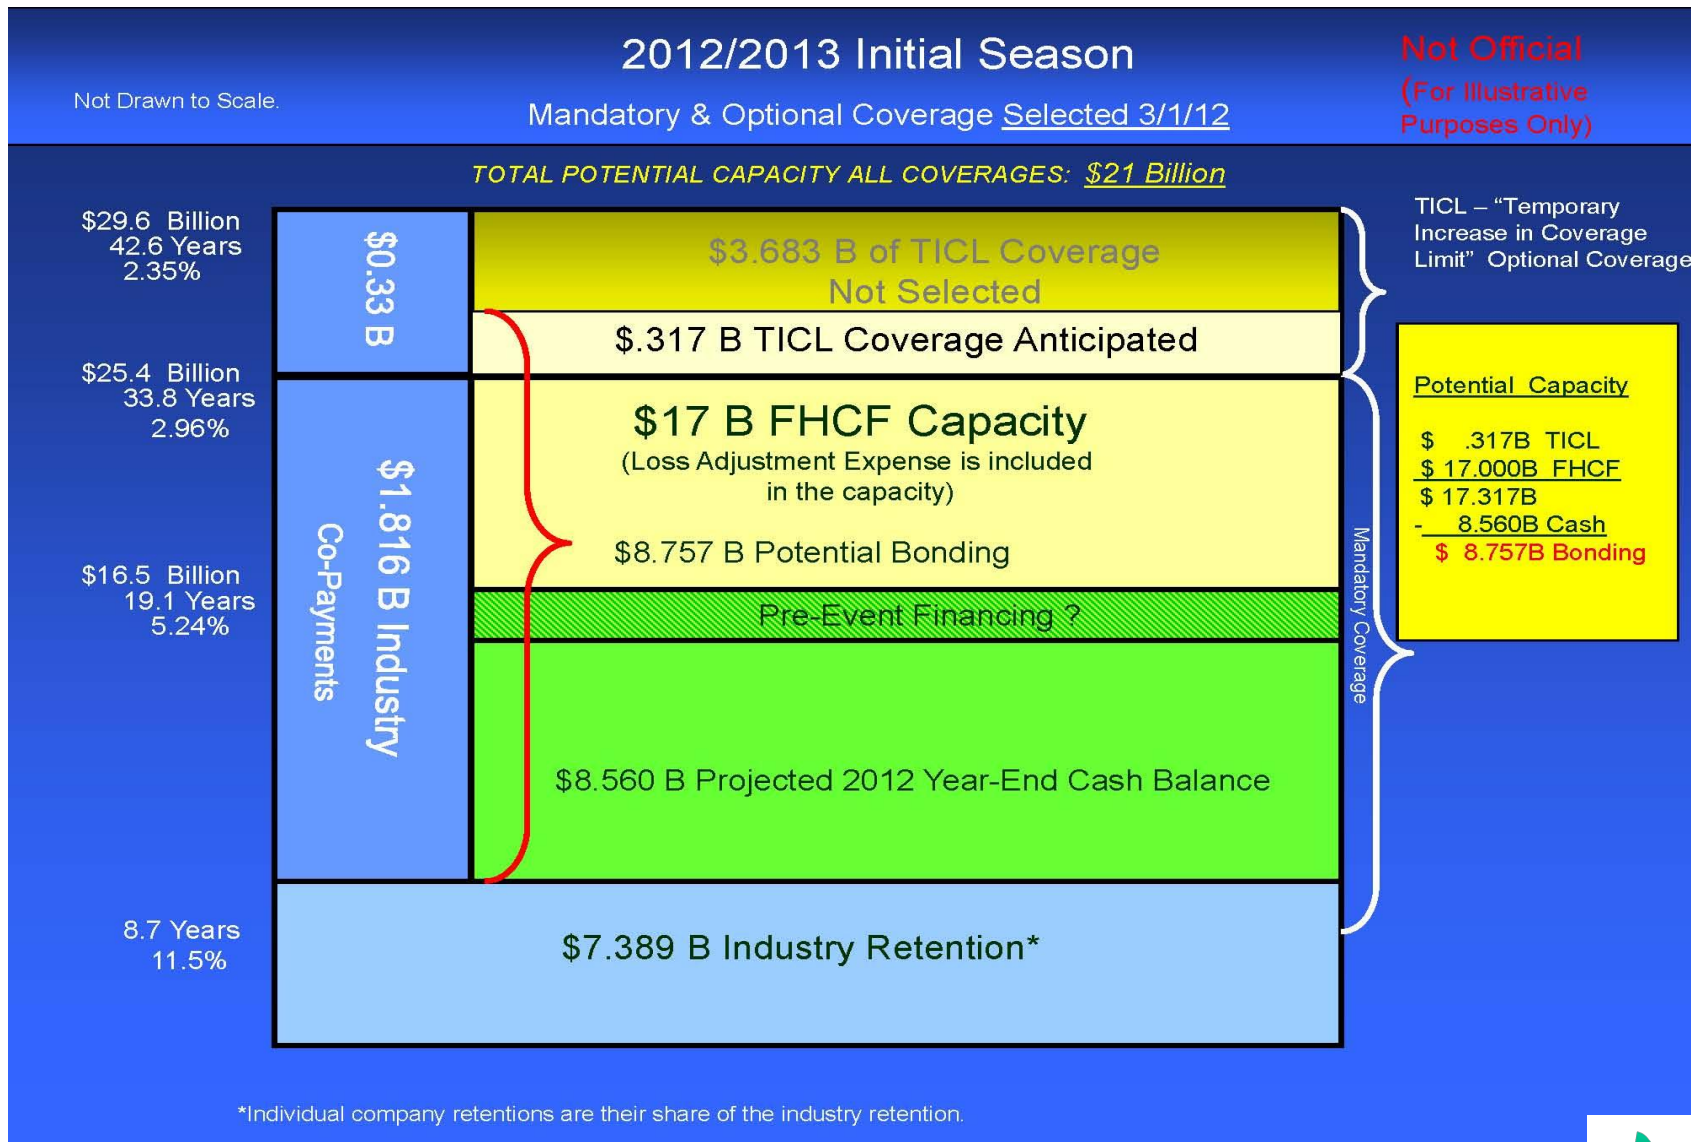 2012/2013 Initial Season
Not Official
(For Illustrative
Purposes Only)
Not Drawn to Scale.
Mandatory & Optional Coverage Selected 3/1/12
TOTAL POTENTIAL CAPACITY ALL COVERAGES: $21 Billion
$29.6 Billion
42.6 Years
2.35%
$25.4 Billion
33.8 Years
2.96%
$16.5 Billion
19.1 Years
5.24%
8.7 Years
11.5%
$0.33 B
$1.816 B Industry
Co-Payments
$3.683 B of TICL Coverage
Not Selected
$.317 B TICL Coverage Anticipated
$17 B FHCF Capacity
(Loss Adjustment Expense is included
in the capacity)
$8.757 B Potential Bonding
Pre-Event Financing ?
$8.560 B Projected 2012 Year-End Cash Balance
$7.389 B Industry Retention*
Mandatory Coverage
TICL – “Temporary
Increase in Coverage
Limit” Optional Coverage
Potential Capacity
$ .317B TICL
$ 17.000B FHCF
$ 17.317B
- 8.560B Cash
$ 8.757B Bonding
*Individual company retentions are their share of the industry retention.